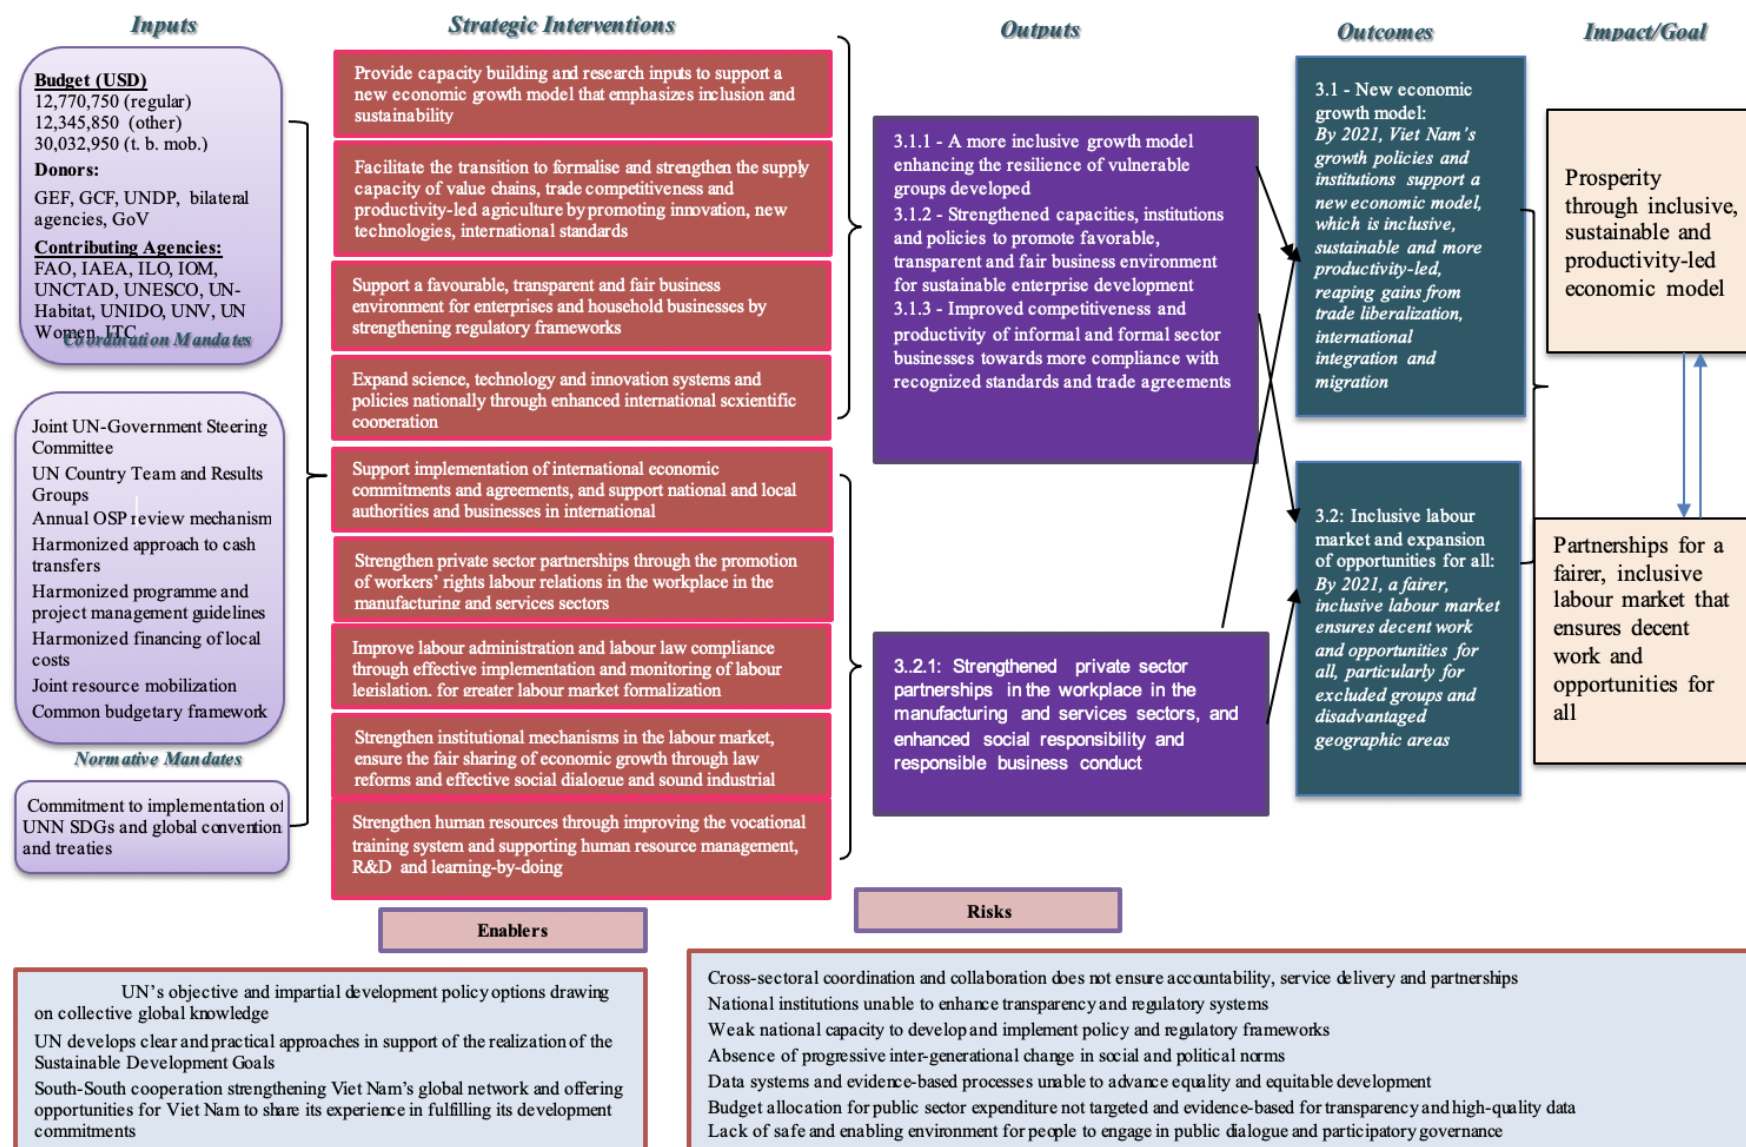 Inputs
Budget (USD)
12,770,750 (regular)
12,345,850 (other)
30,032,950 (t. b. mob.)
Donors:
GEF, GCF, UNDP, bilateral
agencies, GoV
Contributing Agencies:
FAO, IAEA, ILO, IOM,
UNCTAD, UNESCO, UN-
Habitat, UNIDO, UNV, UN
Women, ITC
Coordination Mandates
Joint UN-Government Steering
Committee
UN Country Team and Results
Groups
Annual OSP review mechanism
Harmonized approach to cash
transfers
Harmonized programme and
project management guidelines
Harmonized financing of local
costs
Joint resource mobilization
Common budgetary framework
Normative Mandates
Commitment to implementation of
UNN SDGs and global convention
and treaties
Strategic Interventions
Provide capacity building and research inputs to support a
new economic growth model that emphasizes inclusion and
sustainability
Facilitate the transition to formalise and strengthen the supply
capacity of value chains, trade competitiveness and
productivity-led agriculture by promoting innovation, new
technologies, international standards
Support a favourable, transparent and fair business
environment for enterprises and household businesses by
strengthening regulatory frameworks
Expand science, technology and innovation systems and
policies nationally through enhanced international scxientific
cooperation
Support implementation of international economic
commitments and agreements, and support national and local
authorities and businesses in international
Strengthen private sector partnerships through the promotion
of workers' rights labour relations in the workplace in the
manufacturing and services sectors
Improve labour administration and labour law compliance
through effective implementation and monitoring of labour
legislation, for greater labour market formalization
Strengthen institutional mechanisms in the labour market,
ensure the fair sharing of economic growth through law
reforms and effective social dialogue and sound industrial
Strengthen human resources through improving the vocational
training system and supporting human resource management,
R&D and learning-by-doing
Outputs
3.1.1 - A more inclusive growth model
enhancing the resilience of vulnerable
groups developed
3.1.2 - Strengthened capacities, institutions
and policies to promote favorable,
transparent and fair business environment
for sustainable enterprise development
3.1.3 - Improved competitiveness and
productivity of informal and formal sector
businesses towards more compliance with
recognized standards and trade agreements
3..2.1: Strengthened private sector
partnerships in the workplace in the
manufacturing and services sectors, and
enhanced social responsibility and
responsible business conduct
Outcomes
3.1 - New economic
growth model:
By 2021, Viet Nam's
growth policies and
institutions support a
new economic model,
which is inclusive,
sustainable and more
productivity-led,
reaping gains from
trade liberalization,
international
integration and
migration
3.2: Inclusive labour
market and expansion
of opportunities for all:
By 2021, a fairer,
inclusive labour market
ensures decent work
and opportunities for
all, particularly for
excluded groups and
disadvantaged
geographic areas
Impact/Goal
Prosperity
through inclusive,
sustainable and
productivity-led
economic model
Partnerships for a
fairer, inclusive
labour market that
ensures decent
work and
opportunities for
all
Enablers
UN's objective and impartial development policy options drawing
on collective global knowledge
UN develops clear and practical approaches in support of the realization of the
Sustainable Development Goals
South-South cooperation strengthening Viet Nam's global network and offering
opportunities for Viet Nam to share its experience in fulfilling its development
commitments
Risks
Cross-sectoral coordination and collaboration does not ensure accountability, service delivery and partnerships
National institutions unable to enhance transparency and regulatory systems
Weak national capacity to develop and implement policy and regulatory frameworks
Absence of progressive inter-generational change in social and political norms
Data systems and evidence-based processes unable to advance equality and equitable development
Budget allocation for public sector expenditure not targeted and evidence-based for transparency and high-quality data
Lack of safe and enabling environment for people to engage in public dialogue and participatory governance